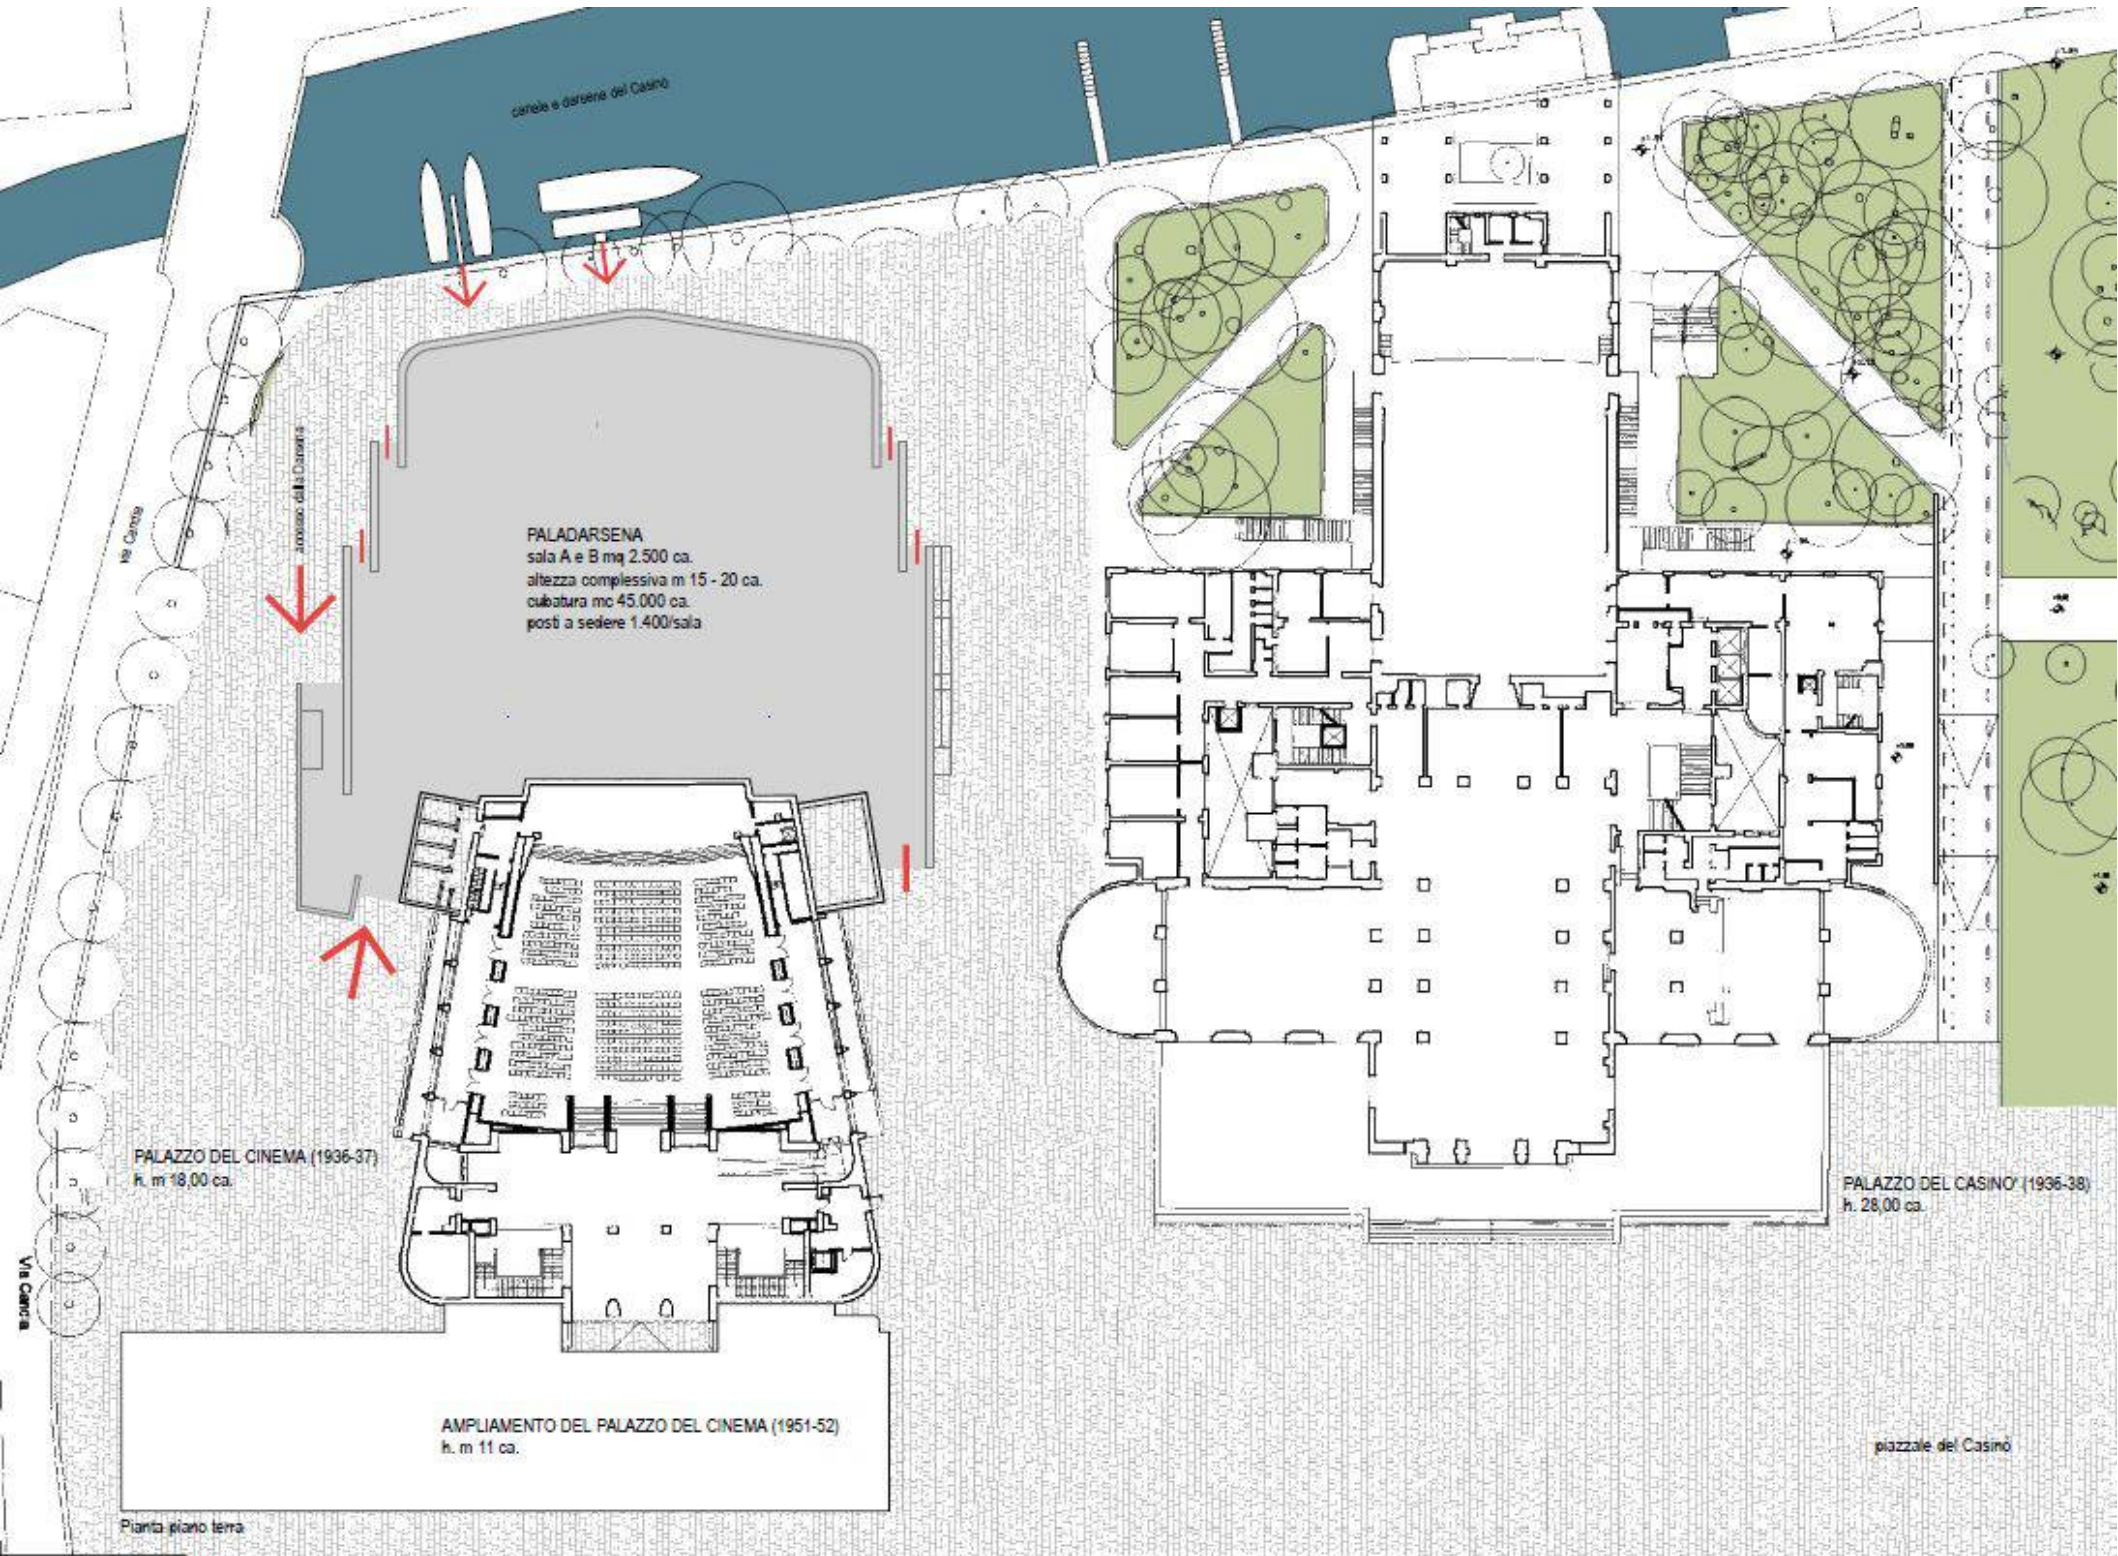 canale e darsena del Casinò
accesso dalla Darsena
via Candia
PALADARSENA
sala A e B mq 2.500 ca.
altezza complessiva m 15 - 20 ca.
cubatura mc 45.000 ca.
posti a sedere 1.400/sala
PALAZZO DEL CINEMA (1936-37)
h. m 18,00 ca.
PALAZZO DEL CASINO' (1936-38)
h. 28,00 ca.
Via Candia
AMPLIAMENTO DEL PALAZZO DEL CINEMA (1951-52)
h. m 11 ca.
piazzale del Casinò
Pianta piano terra